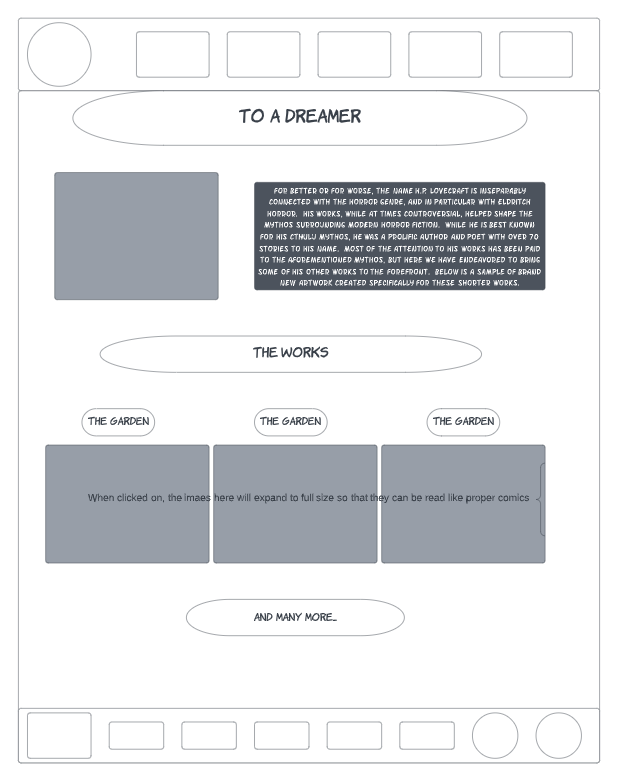 TO A DREAMER
FOR BETTER OR FOR WORSE, THE NAME H.P. LOVECRAFT IS INSEPARABLY
CONNECTED WITH THE HORROR GENRE, AND IN PARTICULAR WITH ELDRITCH
HORROR. HIS WORKS, WHILE AT TIMES CONTROVERSIAL, HELPED SHAPE THE
MYTHOS SURROUNDING MODERN HORROR FICTION. WHILE HE IS BEST KNOWN
FOR HIS CTHULU MYTHOS, HE WAS A PROLIFIC AUTHOR AND POET WITH OVER 70
STORIES TO HIS NAME. MOST OF THE ATTENTION TO HIS WORKS HAS BEEN PAID
TO THE AFOREMENTIONED MYTHOS, BUT HERE WE HAVE ENDEAVORED TO BRING
SOME OF HIS OTHER WORKS TO THE FOREFRONT. BELOW IS A SAMPLE OF BRAND
NEW ARTWORK CREATED SPECIFICALLY FOR THESE SHORTER WORKS.
THE WORKS
THE GARDEN
THE GARDEN
THE GARDEN
When clicked on, the imaes here will expand to full size so that they can be read like proper comics
AND MANY MORE...